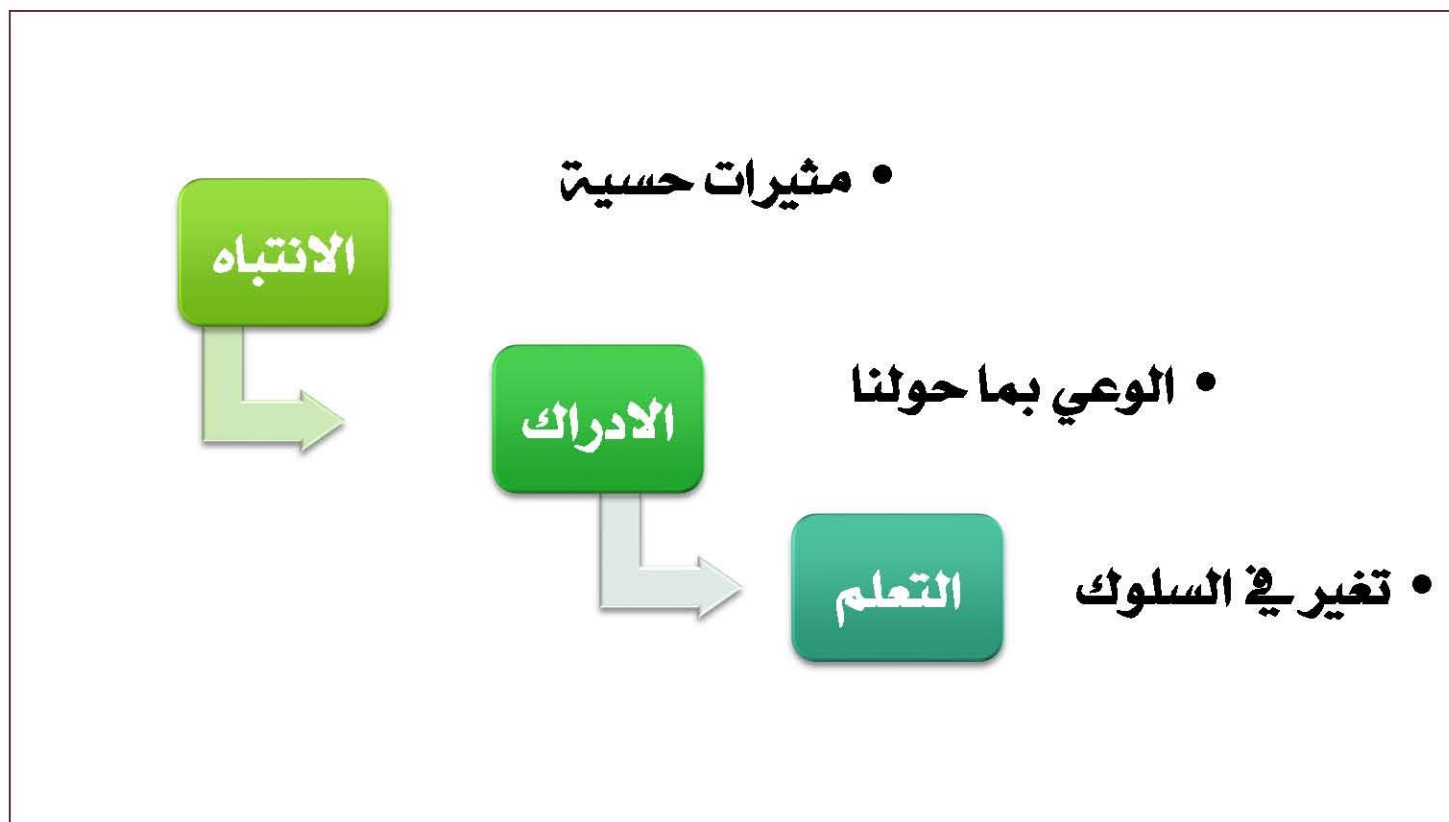 • مثيرات حسية
الانتباه
• الوعي بما حولنا
الادراك
• تغير في السلوك
التعلم